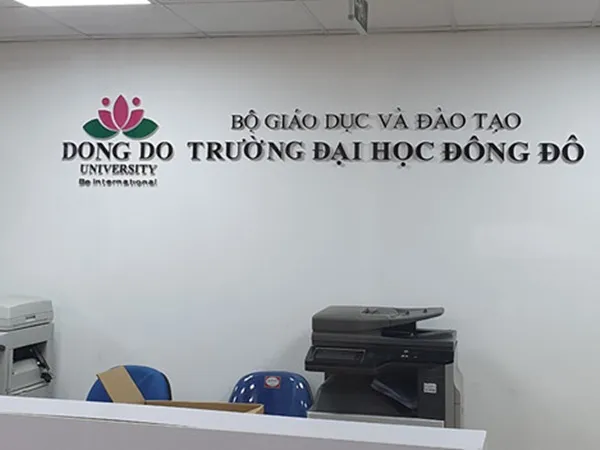 DONG DO
UNIVERSITY
Be international
BỘ GIÁO DỤC VÀ ĐÀO TẠO
TRƯỜNG ĐẠI HỌC ĐÔNG ĐÔ